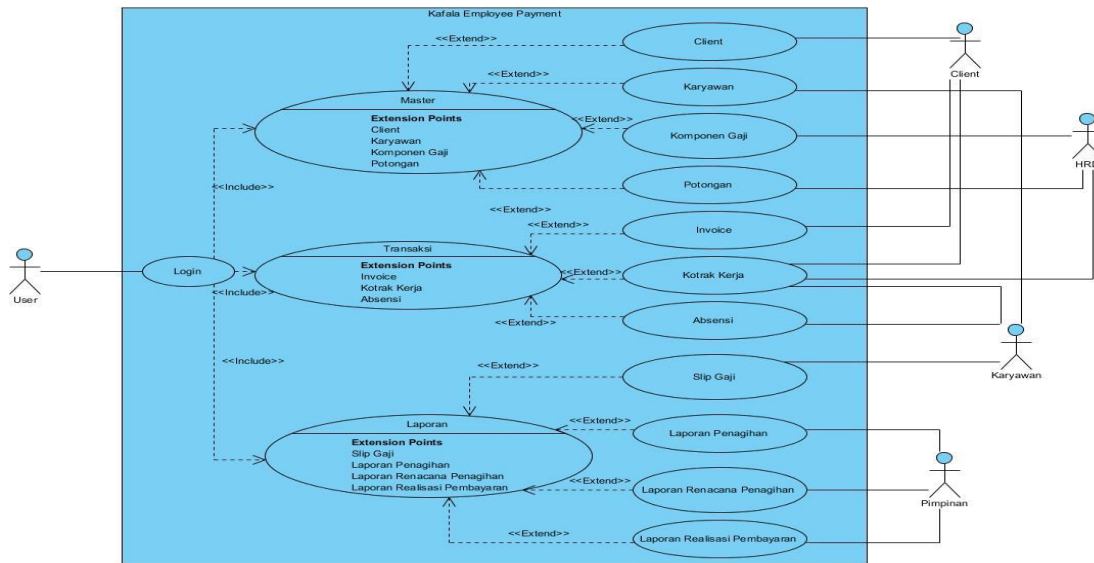 Kafala Employee Payment
<<Extend>>
Client
Client
<<Extend>>
Karyawan
Master
Extension Points
Client
Karyawan
Komponen Gaji
Potongan
<<Extend>>
Komponen Gaji
HRD
<<Include>>
Potongan
<<Extend>>
Invoice
Transaksi
Extension Points
Invoice
Kotrak Kerja
Absensi
User
Login
<<Extend>>
Kotrak Kerja
<<Include>>
<<Extend>>
Absensi
<<Include>>
<<Extend>>
Slip Gaji
Karyawan
Laporan
Extension Points
Slip Gaji
Laporan Penagihan
Laporan Renacana Penagihan
Laporan Realisasi Pembayaran
<<Extend>>
Laporan Penagihan
<<Extend>>
Laporan Renacana Penagihan
Pimpinan
<<Extend>>
Laporan Realisasi Pembayaran